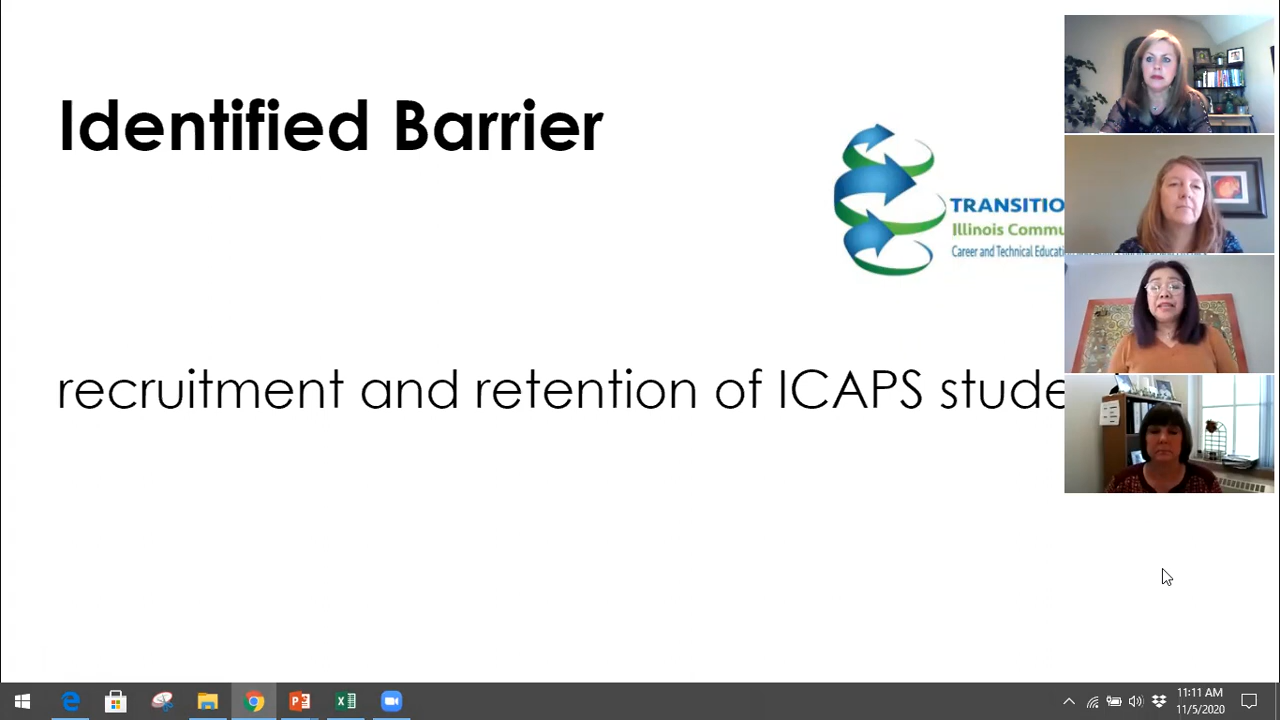 Identified Barrier
TRANSITIO
Illinois Commu
Career and Technical Educatio
recruitment and retention of ICAPS stude
11:11 AM
11/5/2020